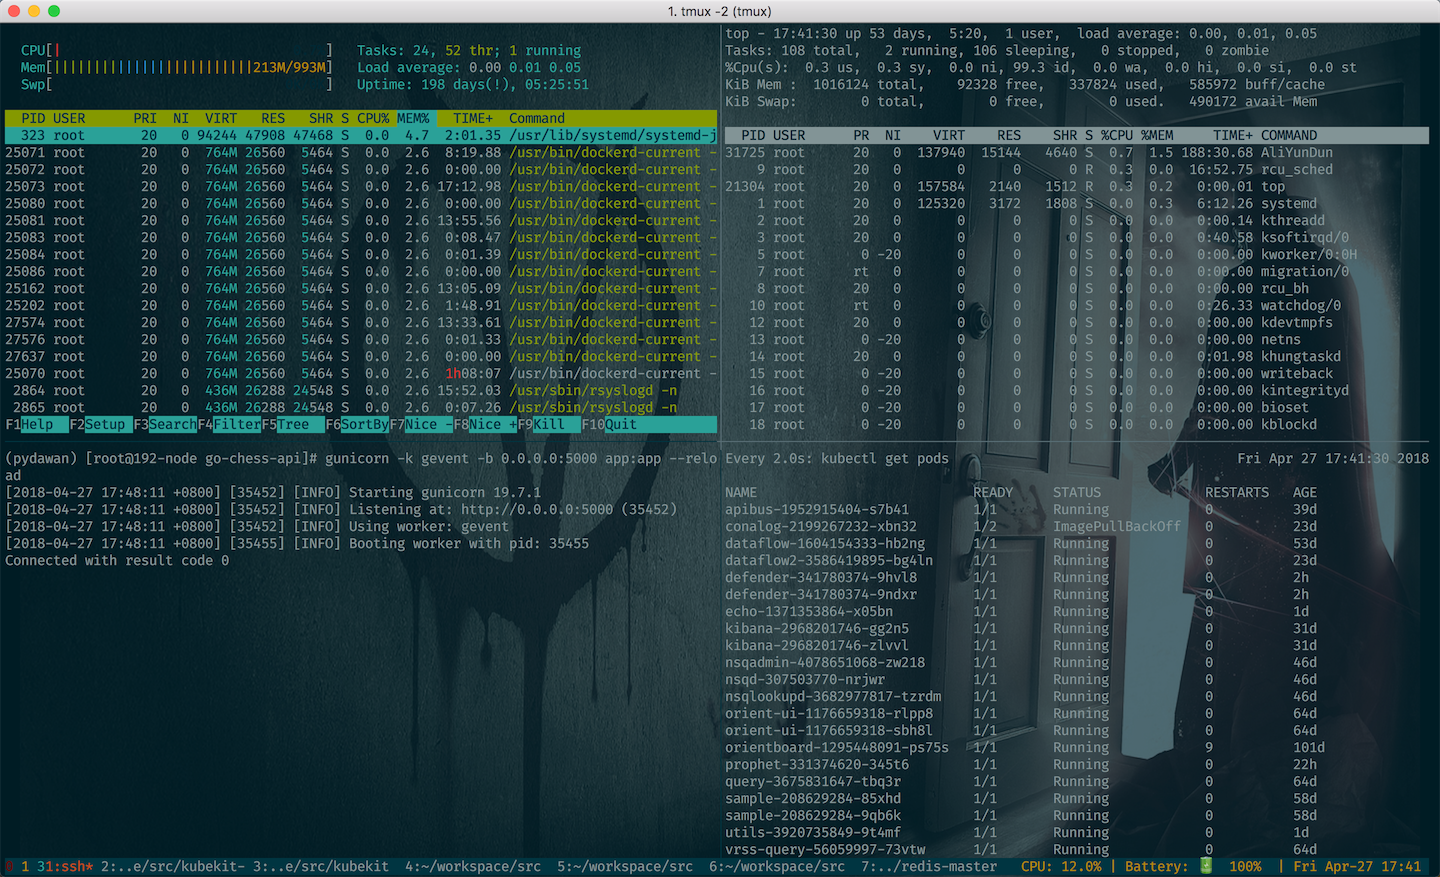 1. tmux -2 (tmux)
CPU[| ] Tasks: 24, 52 thr; 1 running
Mem[|||||||||||||||||||||||||213M/993M] Load average: 0.00 0.01 0.05
Swp[ ] Uptime: 198 days(!), 05:25:51
PID USER PRI NI VIRT RES SHR S CPU% MEM% TIME+ Command
323 root 20 0 94244 47908 47468 S 0.0 4.7 2:01.35 /usr/lib/systemd/systemd-j
25071 root 20 0 764M 26560 5464 S 0.0 2.6 8:19.88 /usr/bin/dockerd-current -
25072 root 20 0 764M 26560 5464 S 0.0 2.6 0:00.00 /usr/bin/dockerd-current -
25073 root 20 0 764M 26560 5464 S 0.0 2.6 17:12.98 /usr/bin/dockerd-current -
25080 root 20 0 764M 26560 5464 S 0.0 2.6 0:00.00 /usr/bin/dockerd-current -
25081 root 20 0 764M 26560 5464 S 0.0 2.6 13:55.56 /usr/bin/dockerd-current -
25083 root 20 0 764M 26560 5464 S 0.0 2.6 0:08.47 /usr/bin/dockerd-current -
25084 root 20 0 764M 26560 5464 S 0.0 2.6 0:01.39 /usr/bin/dockerd-current -
25086 root 20 0 764M 26560 5464 S 0.0 2.6 0:00.00 /usr/bin/dockerd-current -
25162 root 20 0 764M 26560 5464 S 0.0 2.6 13:05.09 /usr/bin/dockerd-current -
25202 root 20 0 764M 26560 5464 S 0.0 2.6 1:48.91 /usr/bin/dockerd-current -
27574 root 20 0 764M 26560 5464 S 0.0 2.6 13:33.61 /usr/bin/dockerd-current -
27576 root 20 0 764M 26560 5464 S 0.0 2.6 0:01.33 /usr/bin/dockerd-current -
27637 root 20 0 764M 26560 5464 S 0.0 2.6 0:00.00 /usr/bin/dockerd-current -
25070 root 20 0 764M 26560 5464 S 0.0 2.6 1h08:07 /usr/bin/dockerd-current -
2864 root 20 0 436M 26288 24548 S 0.0 2.6 15:52.03 /usr/sbin/rsyslogd -n
2865 root 20 0 436M 26288 24548 S 0.0 2.6 0:07.26 /usr/sbin/rsyslogd -n
F1Help F2Setup F3SearchF4FilterF5Tree F6SortByF7Nice -F8Nice +F9Kill F10Quit
top - 17:41:30 up 53 days, 5:20, 1 user, load average: 0.00, 0.01, 0.05
Tasks: 108 total, 2 running, 106 sleeping, 0 stopped, 0 zombie
%Cpu(s): 0.3 us, 0.3 sy, 0.0 ni, 99.3 id, 0.0 wa, 0.0 hi, 0.0 si, 0.0 st
KiB Mem : 1016124 total, 92328 free, 337824 used, 585972 buff/cache
KiB Swap: 0 total, 0 free, 0 used. 490172 avail Mem
PID USER PR NI VIRT RES SHR S %CPU %MEM TIME+ COMMAND
31725 root 20 0 137940 15144 4640 S 0.7 1.5 188:30.68 AliYunDun
9 root 20 0 0 0 0 R 0.3 0.0 16:52.75 rcu_sched
21304 root 20 0 157584 2140 1512 R 0.3 0.2 0:00.01 top
1 root 20 0 125320 3172 1808 S 0.0 0.3 6:12.26 systemd
2 root 20 0 0 0 0 S 0.0 0.0 0:00.14 kthreadd
3 root 20 0 0 0 0 S 0.0 0.0 0:40.58 ksoftirqd/0
5 root 0 -20 0 0 0 S 0.0 0.0 0:00.00 kworker/0:0H
7 root rt 0 0 0 0 S 0.0 0.0 0:00.00 migration/0
8 root 20 0 0 0 0 S 0.0 0.0 0:00.00 rcu_bh
10 root rt 0 0 0 0 S 0.0 0.0 0:26.33 watchdog/0
12 root 20 0 0 0 0 S 0.0 0.0 0:00.00 kdevtmpfs
13 root 0 -20 0 0 0 S 0.0 0.0 0:00.00 netns
14 root 20 0 0 0 0 S 0.0 0.0 0:01.98 khungtaskd
15 root 0 -20 0 0 0 S 0.0 0.0 0:00.00 writeback
16 root 0 -20 0 0 0 S 0.0 0.0 0:00.00 kintegrityd
17 root 0 -20 0 0 0 S 0.0 0.0 0:00.00 bioset
18 root 0 -20 0 0 0 S 0.0 0.0 0:00.00 kblockd
(pydawan) [root@192-node go-chess-api]# gunicorn -k gevent -b 0.0.0.0:5000 app:app --relo
ad
[2018-04-27 17:48:11 +0800] [35452] [INFO] Starting gunicorn 19.7.1
[2018-04-27 17:48:11 +0800] [35452] [INFO] Listening at: http://0.0.0.0:5000 (35452)
[2018-04-27 17:48:11 +0800] [35452] [INFO] Using worker: gevent
[2018-04-27 17:48:11 +0800] [35455] [INFO] Booting worker with pid: 35455
Connected with result code 0
Every 2.0s: kubectl get pods Fri Apr 27 17:41:30 2018
NAME READY STATUS RESTARTS AGE
apibus-1952915404-s7b41 1/1 Running 0 39d
conalog-2199267232-xbn32 1/2 ImagePullBackOff 0 23d
dataflow-1604154333-hb2ng 1/1 Running 0 53d
dataflow2-3586419895-bg4ln 1/1 Running 0 23d
defender-341780374-9hvl8 1/1 Running 0 2h
defender-341780374-9ndxr 1/1 Running 0 2h
echo-1371353864-x05bn 1/1 Running 0 1d
kibana-2968201746-gg2n5 1/1 Running 0 31d
kibana-2968201746-zlvvl 1/1 Running 0 31d
nsqadmin-4078651068-zw218 1/1 Running 0 46d
nsqd-307503770-nrjwr 1/1 Running 0 46d
nsqlookupd-3682977817-tzrdm 1/1 Running 0 46d
orient-ui-1176659318-rlpp8 1/1 Running 0 64d
orient-ui-1176659318-sbh8l 1/1 Running 0 64d
orientboard-1295448091-ps75s 1/1 Running 9 101d
prophet-331374620-345t6 1/1 Running 0 22h
query-3675831647-tbq3r 1/1 Running 0 64d
sample-208629284-85xhd 1/1 Running 0 58d
sample-208629284-9qb6k 1/1 Running 0 58d
utils-3920735849-9t4mf 1/1 Running 0 1d
vrss-query-56059997-73vtw 1/1 Running 0 64d
1 31:ssh* 2:..e/src/kubekit- 3:..e/src/kubekit 4:~/workspace/src 5:~/workspace/src 6:~/workspace/src 7:../redis-master CPU: 12.0% | Battery: 100% | Fri Apr-27 17:41